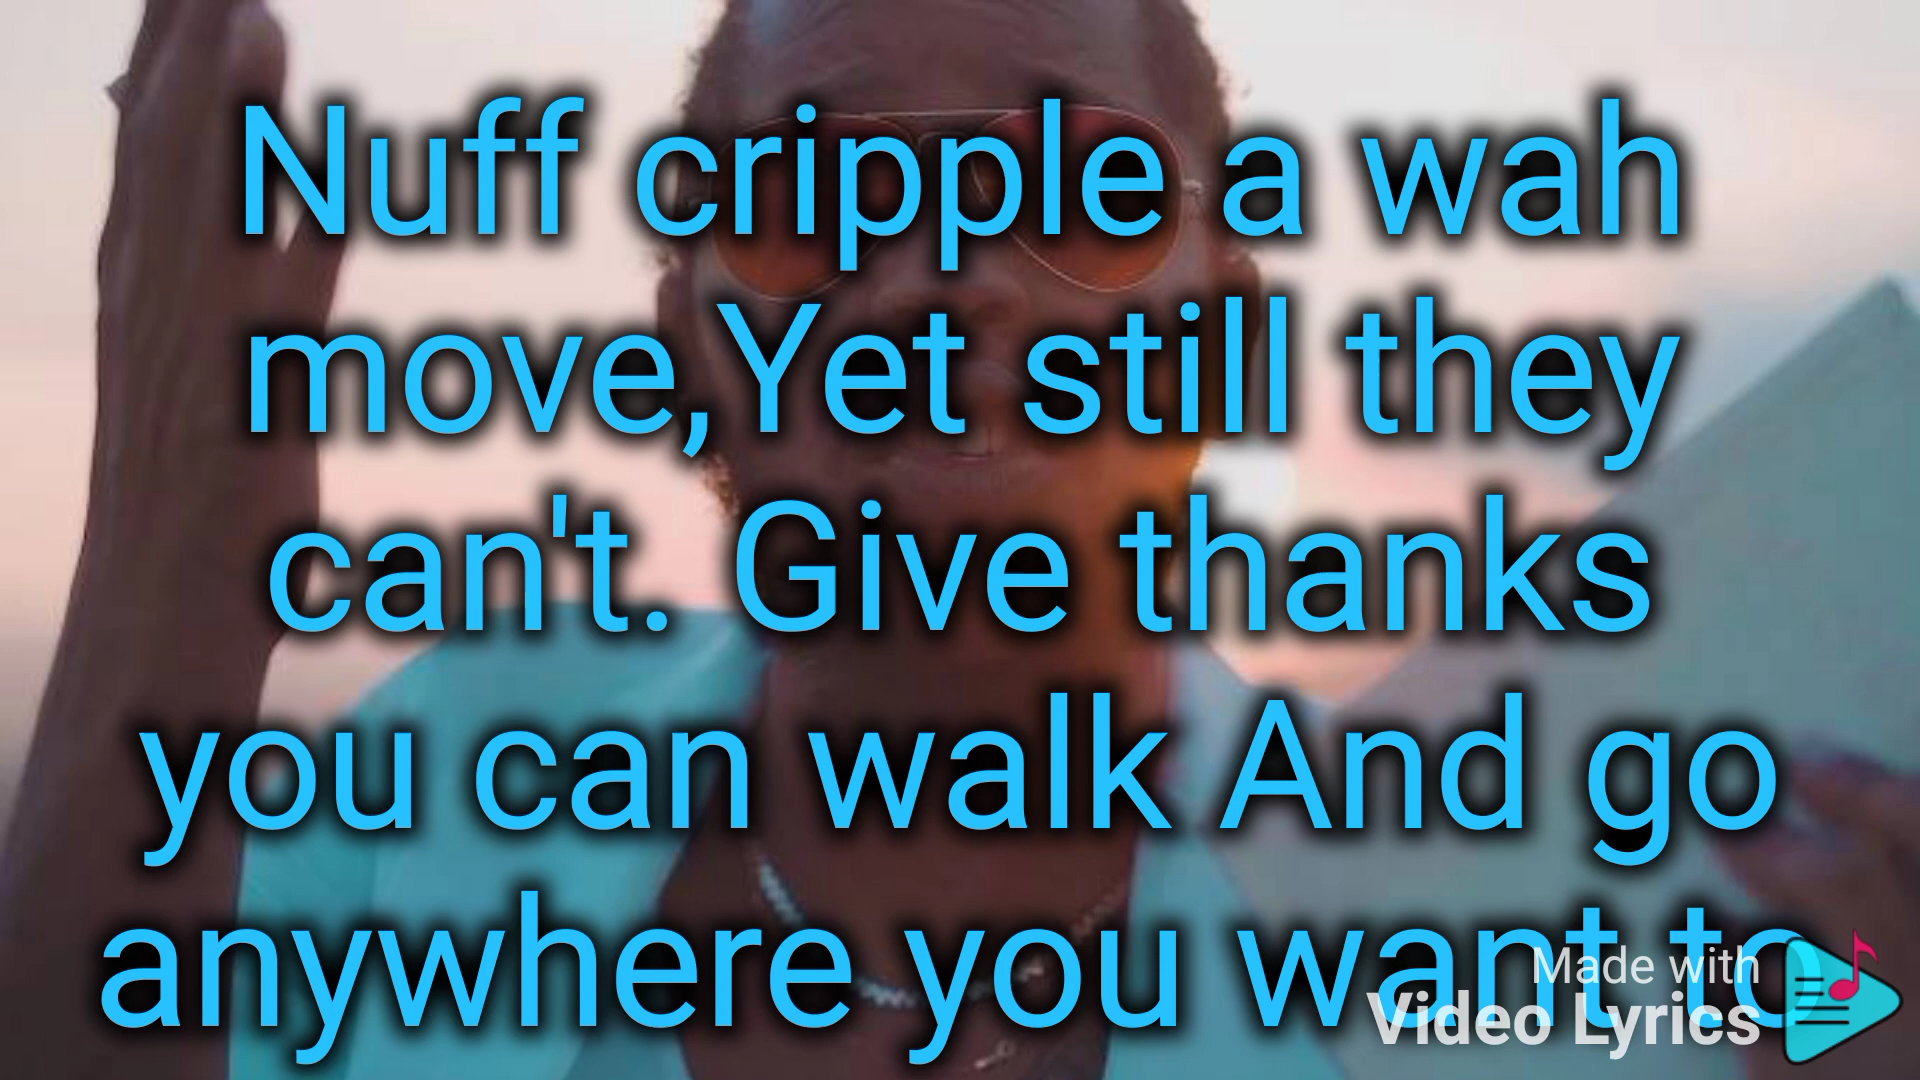 Nuff cripple a wah
move,Yet still they
can't. Give thanks
you can walk And go
anywhere you want to
Made with
Video Lyrics